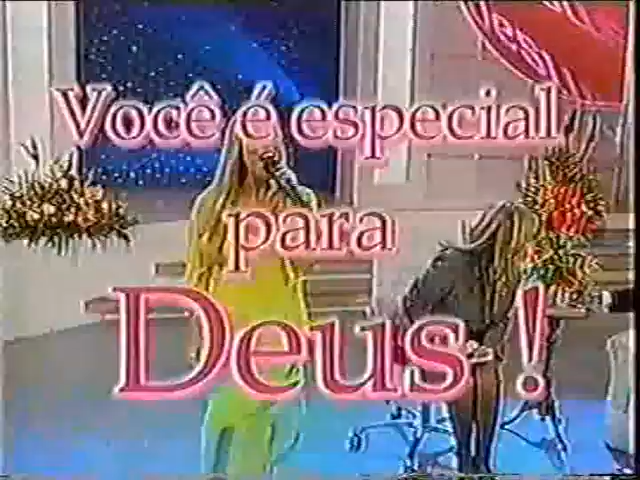 Você é especial
para
Deus !